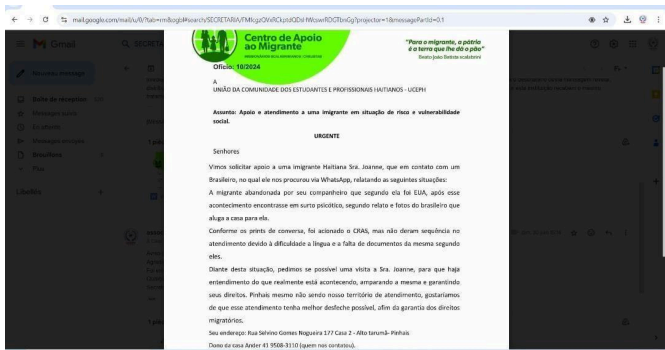 mail.google.com/mail/u/0/?tab=rm&ogbl#search/SECRETARIA/FMfcgzQVxRCkptdQDsHWcswrRDGTbnGg?projector=1&messagePartId=0.1
Gmail
Nouveau message
Boîte de réception
Brouillons
Plus
Libellés
Centro de Apoio
ao Migrante
"Para o migrante, a pátria
é a terra que lhe dá o pão"
Beato João Batista scalabrini
Ofício: 10/2024
A
UNIÃO DA COMUNIDADE DOS ESTUDANTES E PROFISSIONAIS HAITIANOS - UCEPH
Assunto: Apoio e atendimento a uma imigrante em situação de risco e vulnerabilidade
social.
URGENTE
Senhores
Vimos solicitar apoio a uma imigrante Haitiana Sra. Joanne, que em contato com um
Brasileiro, no qual ele nos procurou via WhatsApp, relatando as seguintes situações:
A migrante abandonada por seu companheiro que segundo ela foi EUA, após esse
acontecimento encontrasse em surto psicótico, segundo relato e fotos do brasileiro que
aluga a casa para ela.
Conforme os prints de conversa, foi acionado o CRAS, mas não deram sequência no
atendimento devido à dificuldade a língua e a falta de documentos da mesma segundo
eles.
Diante desta situação, pedimos se possível uma visita a Sra. Joanne, para que haja
entendimento do que realmente está acontecendo, amparando a mesma e garantindo
seus direitos. Pinhais mesmo não sendo nosso território de atendimento, gostaríamos
de que esse atendimento tenha melhor desfeche possível, afim da garantia dos direitos
migratórios.
Seu endereço: Rua Selvino Gomes Nogueira 177 Casa 2 - Alto tarumã- Pinhais
Dono da casa Ander 41 9508-3110 (quem nos contatou).